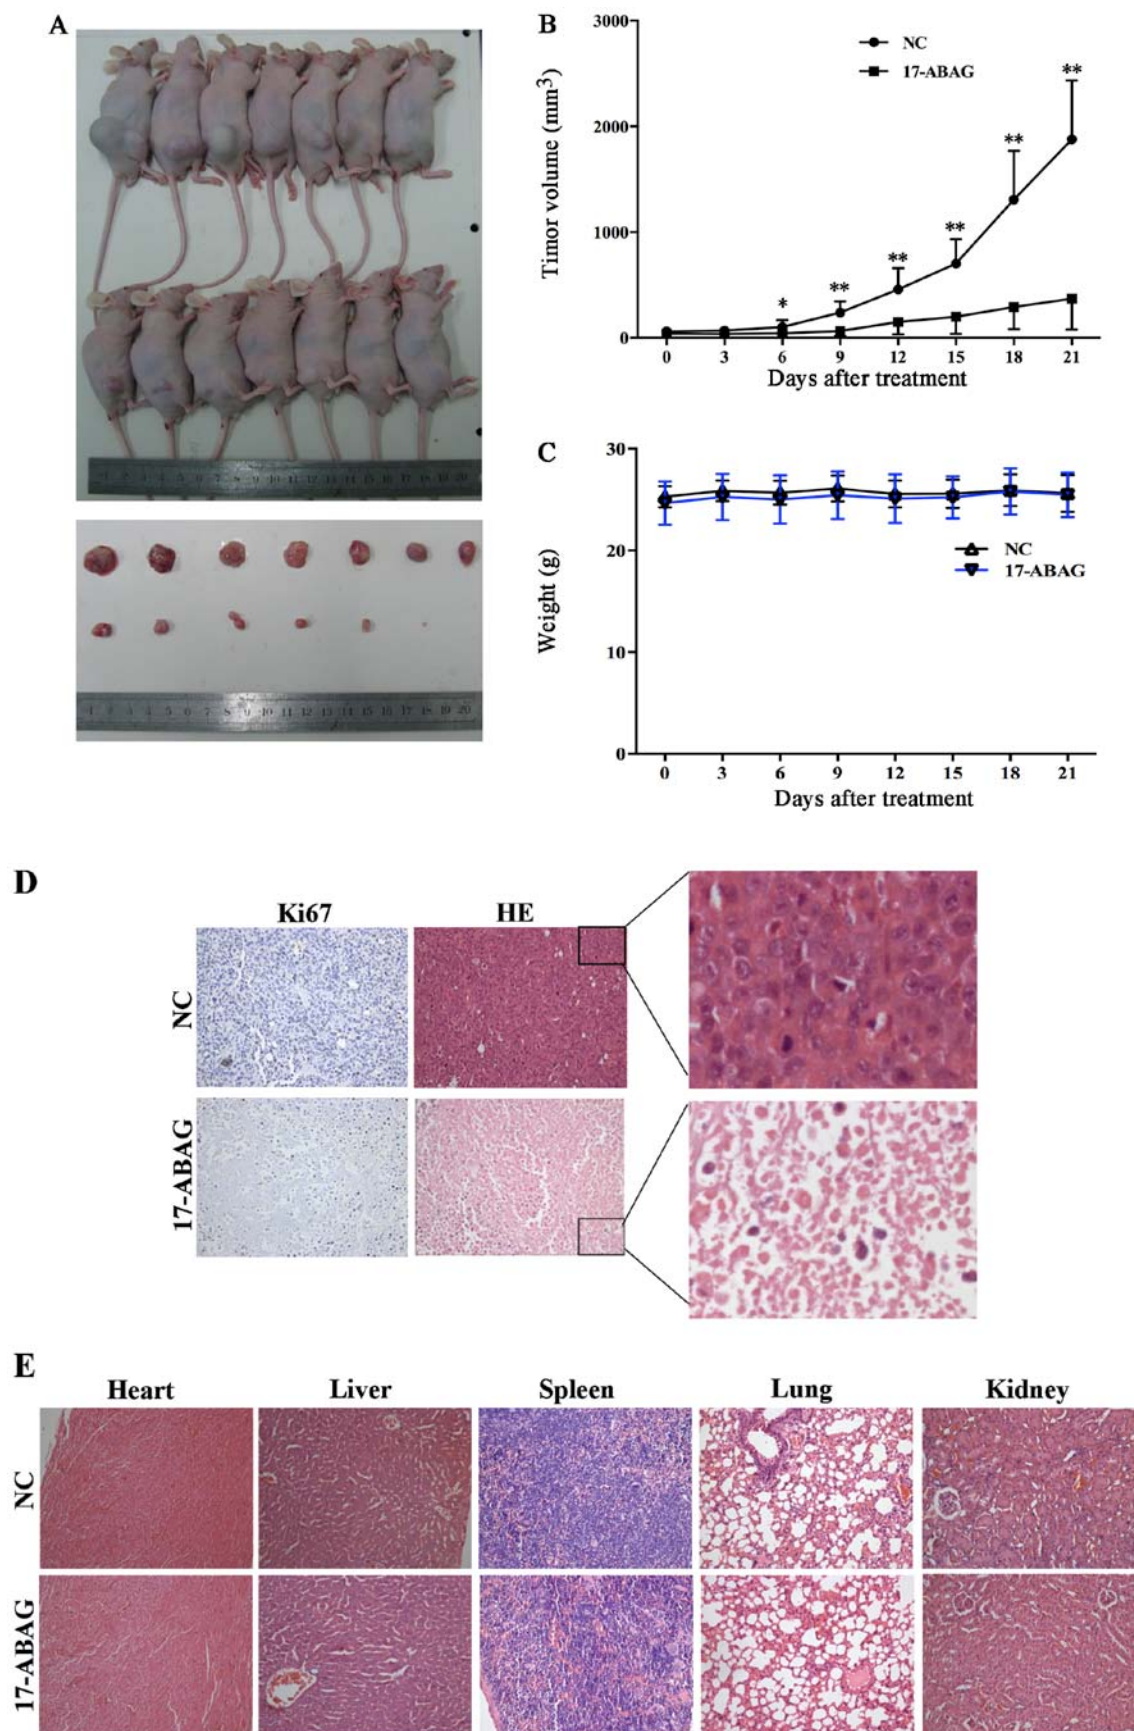 A
B
3000
NC
17-ABAG
**
2000
**
**
1000
**
**
*
0
Timor volume (mm3)
0 3 6 9 12 15 18 21
Days after treatment
C
30
20
NC
17-ABAG
10
0
Weight (g)
0 3 6 9 12 15 18 21
Days after treatment
D
Ki67 HE
NC
17-ABAG
E
Heart Liver Spleen Lung Kidney
NC
17-ABAG